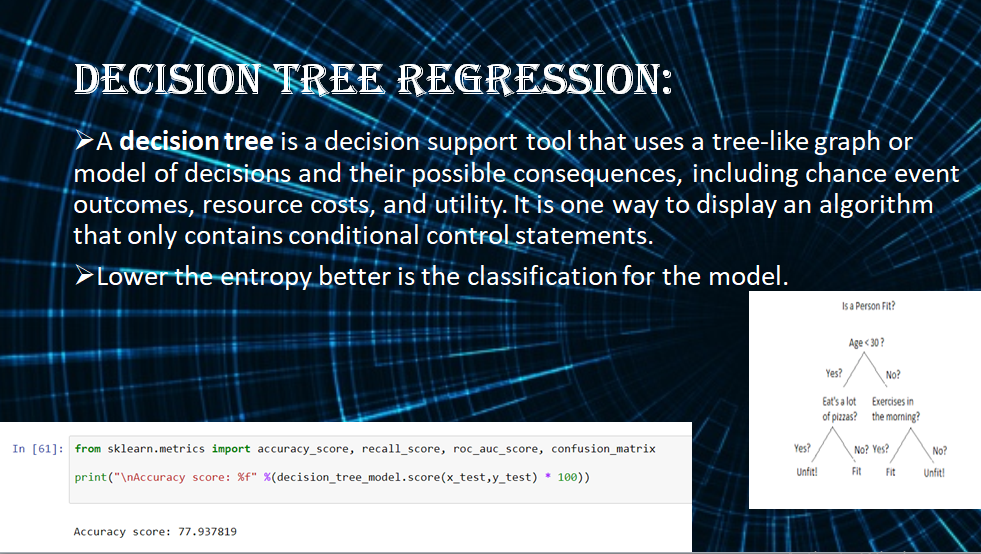 DECISION TREE REGRESSION:
➢A decision tree is a decision support tool that uses a tree-like graph or
model of decisions and their possible consequences, including chance event
outcomes, resource costs, and utility. It is one way to display an algorithm
that only contains conditional control statements.
➢Lower the entropy better is the classification for the model.
Is a Person Fit?
Age < 30 ?
Yes? No?
Eat's a lot Exercises in
of pizzas? the morning?
Yes? No? Yes? No?
Unfit! Fit Fit Unfit!
In [61]: from sklearn.metrics import accuracy_score, recall_score, roc_auc_score, confusion_matrix
print("\nAccuracy score: %f" %(decision_tree_model.score(x_test,y_test) * 100))
Accuracy score: 77.937819